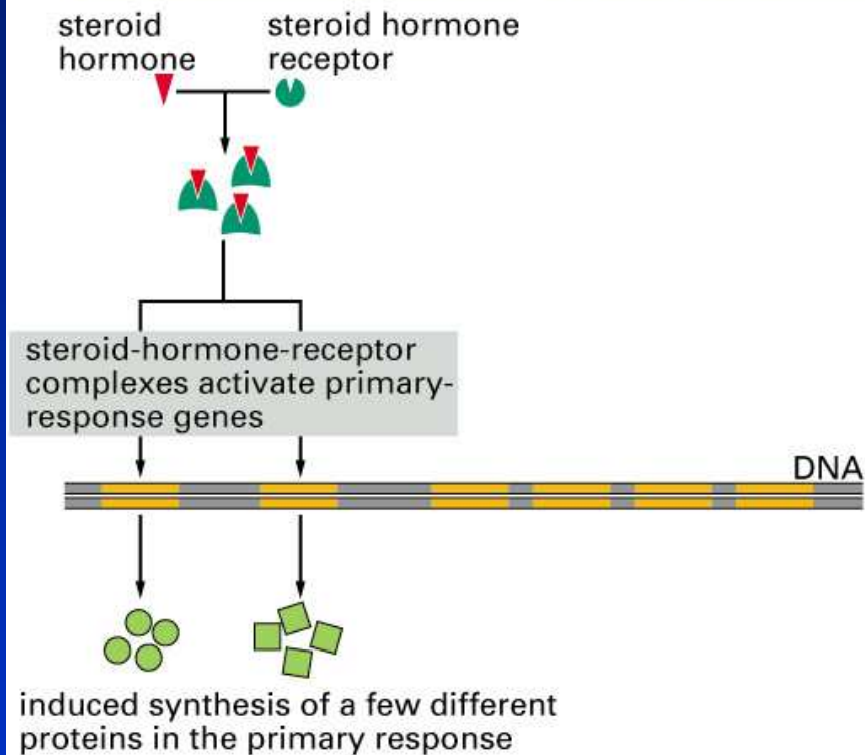 steroid
hormone
steroid hormone
receptor
steroid-hormone-receptor
complexes activate primary-
response genes
DNA
induced synthesis of a few different
proteins in the primary response